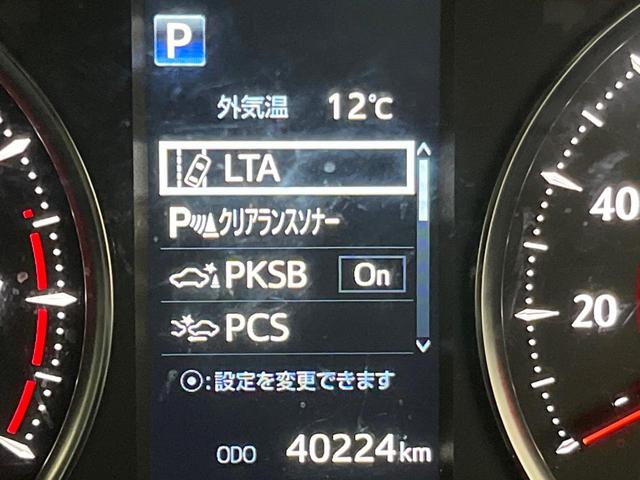 P
外気温 12℃
LTA
Pクリアランスソナー
PKSB On
PCS
⦿:設定を変更できます
ODO 40224km
40
20